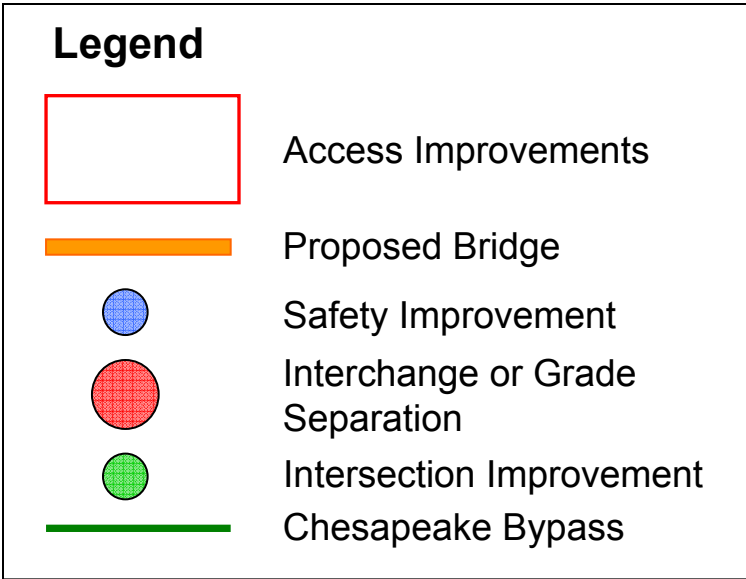 Legend
Access Improvements
Proposed Bridge
Safety Improvement
Interchange or Grade
Separation
Intersection Improvement
Chesapeake Bypass